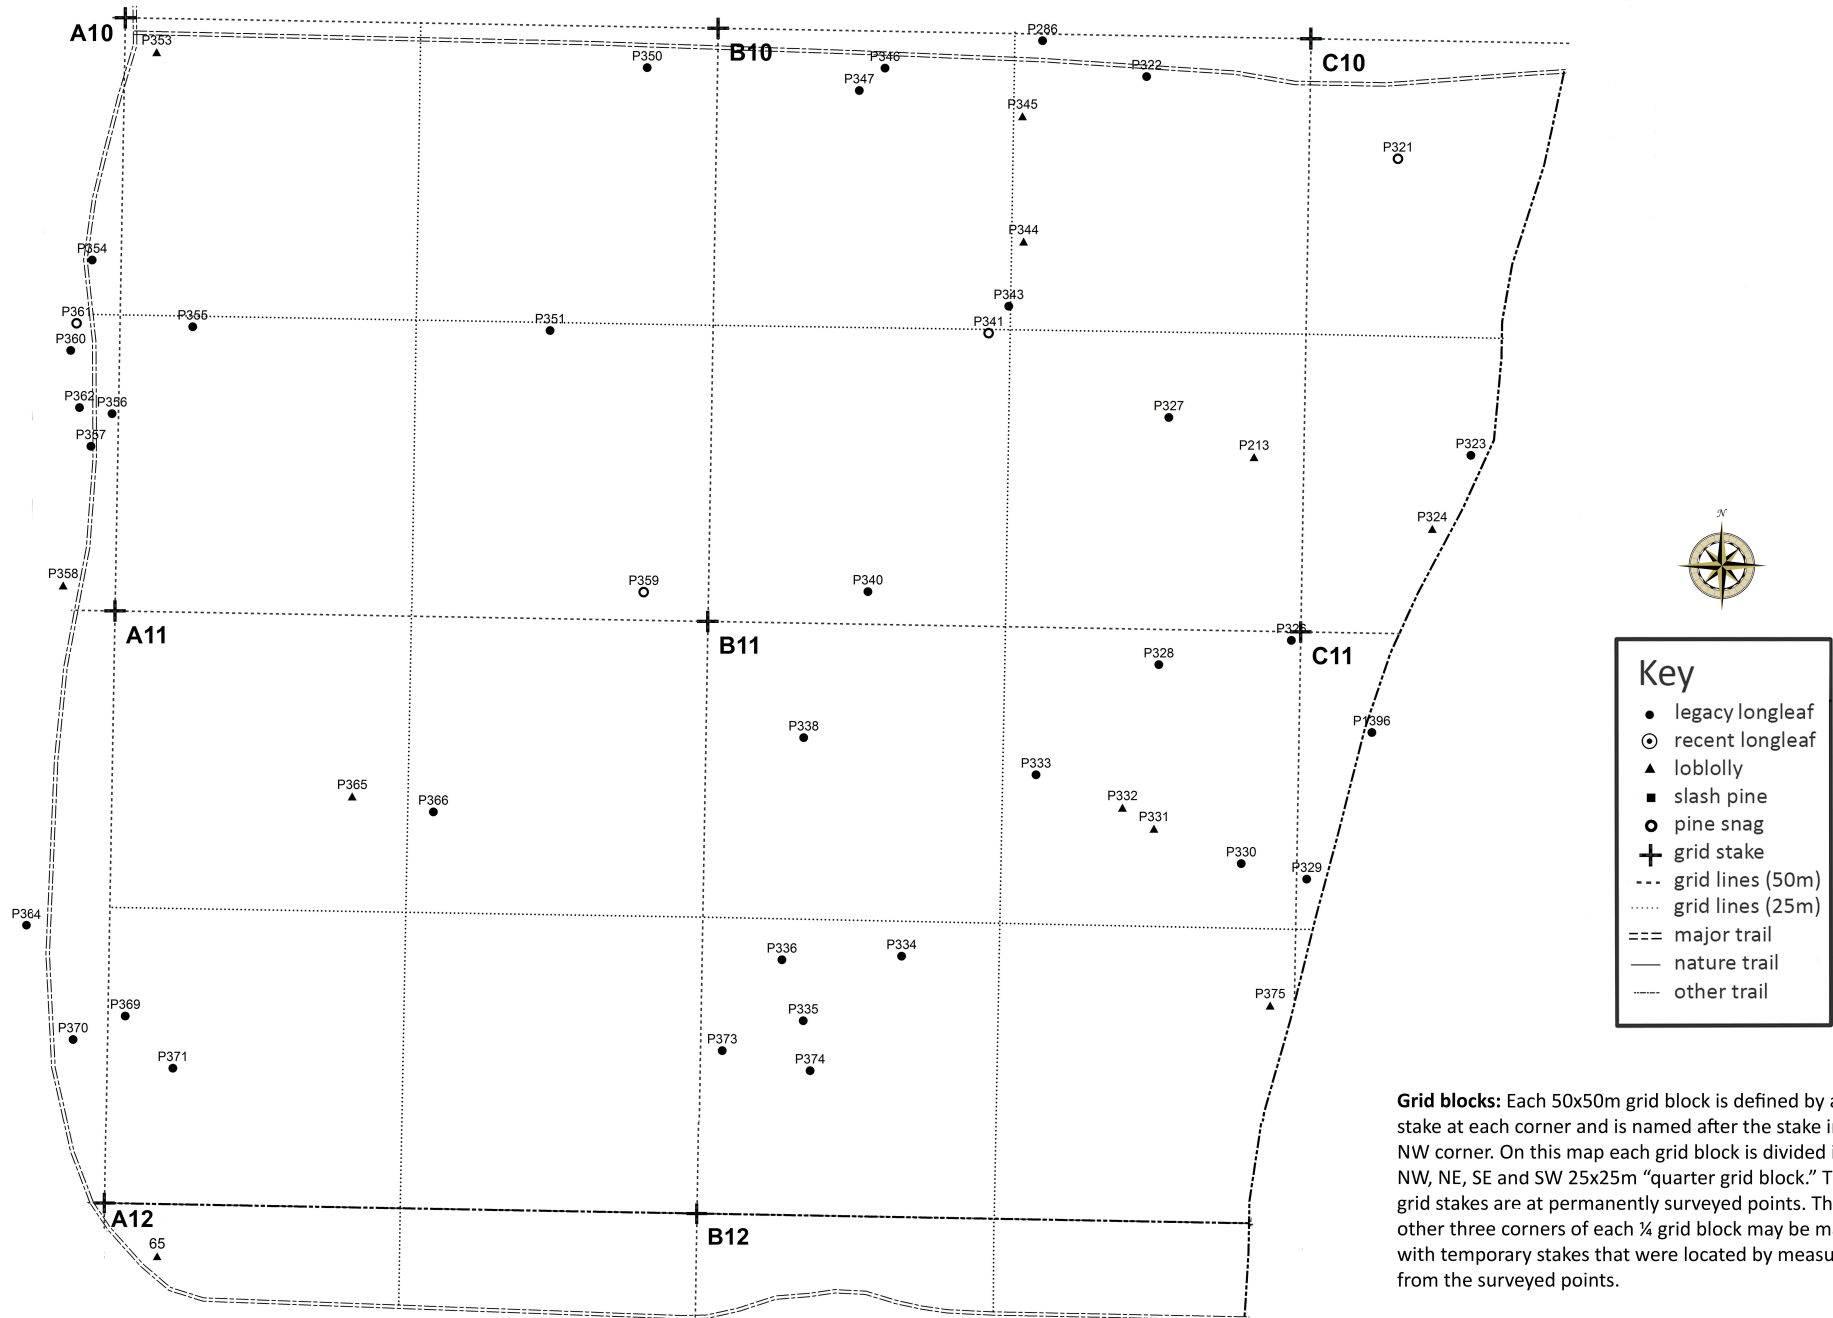 A10
P353
P350
B10
P346
P347
P286
P322
C10
P345
P321
P354
P344
P361
P355
P351
P343
P341
P360
P362
P356
P327
P357
P213
P323
P324
N
P358
P359
P340
A11
B11
P326
C11
P328
P338
P1396
P333
P365
P366
P332
P331
P330
P329
P364
P336
P334
P369
P375
P370
P335
P371
P373
P374
A12
B12
65
Key
legacy longleaf
recent longleaf
loblolly
slash pine
pine snag
grid stake
grid lines (50m)
grid lines (25m)
major trail
nature trail
other trail
Grid blocks: Each 50x50m grid block is defined by a
stake at each corner and is named after the stake i
NW corner. On this map each grid block is divided
NW, NE, SE and SW 25x25m “quarter grid block.” T
grid stakes are at permanently surveyed points. Th
other three corners of each ¼ grid block may be m
with temporary stakes that were located by measu
from the surveyed points.